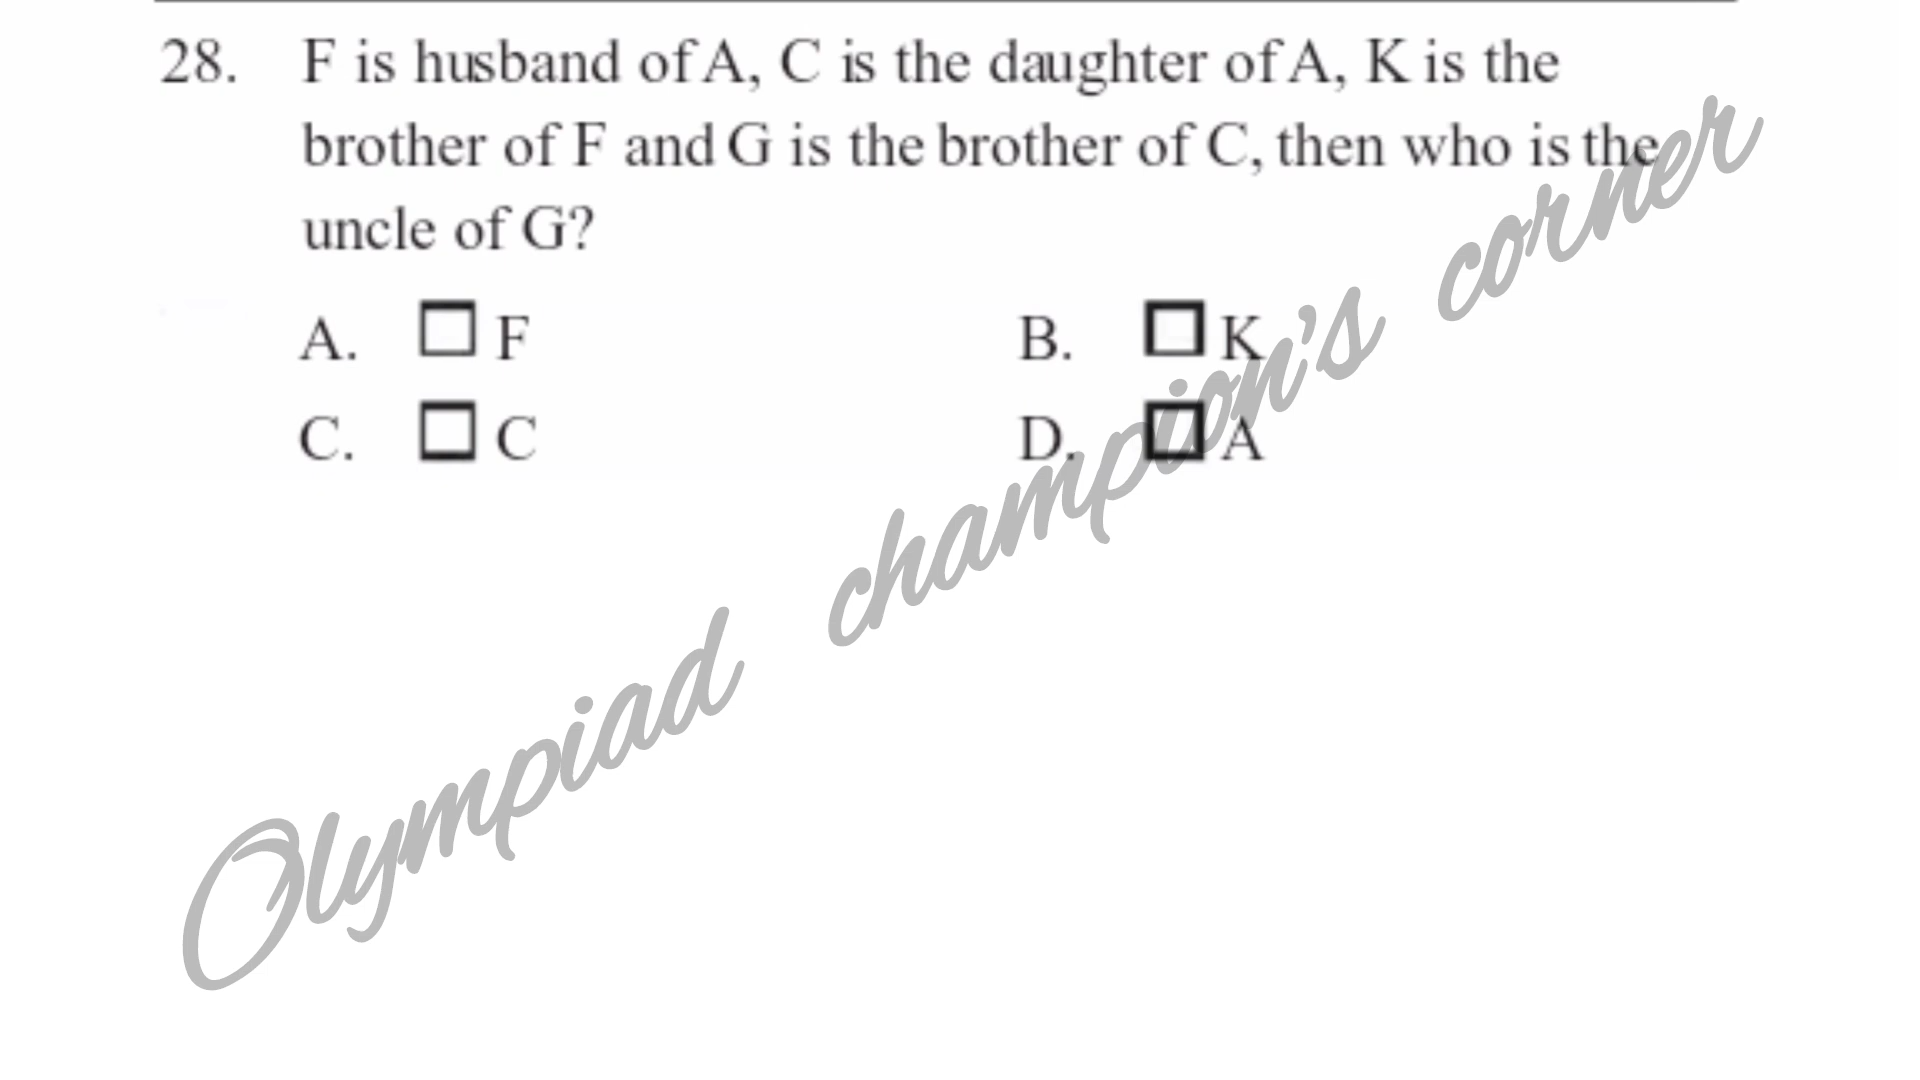 28. F is husband of A, C is the daughter of A, K is the
brother of F and G is the brother of C, then who is the
uncle of G?
A. □ F B. □ K
C. □ C D. □ A
Olympiad champion's corner